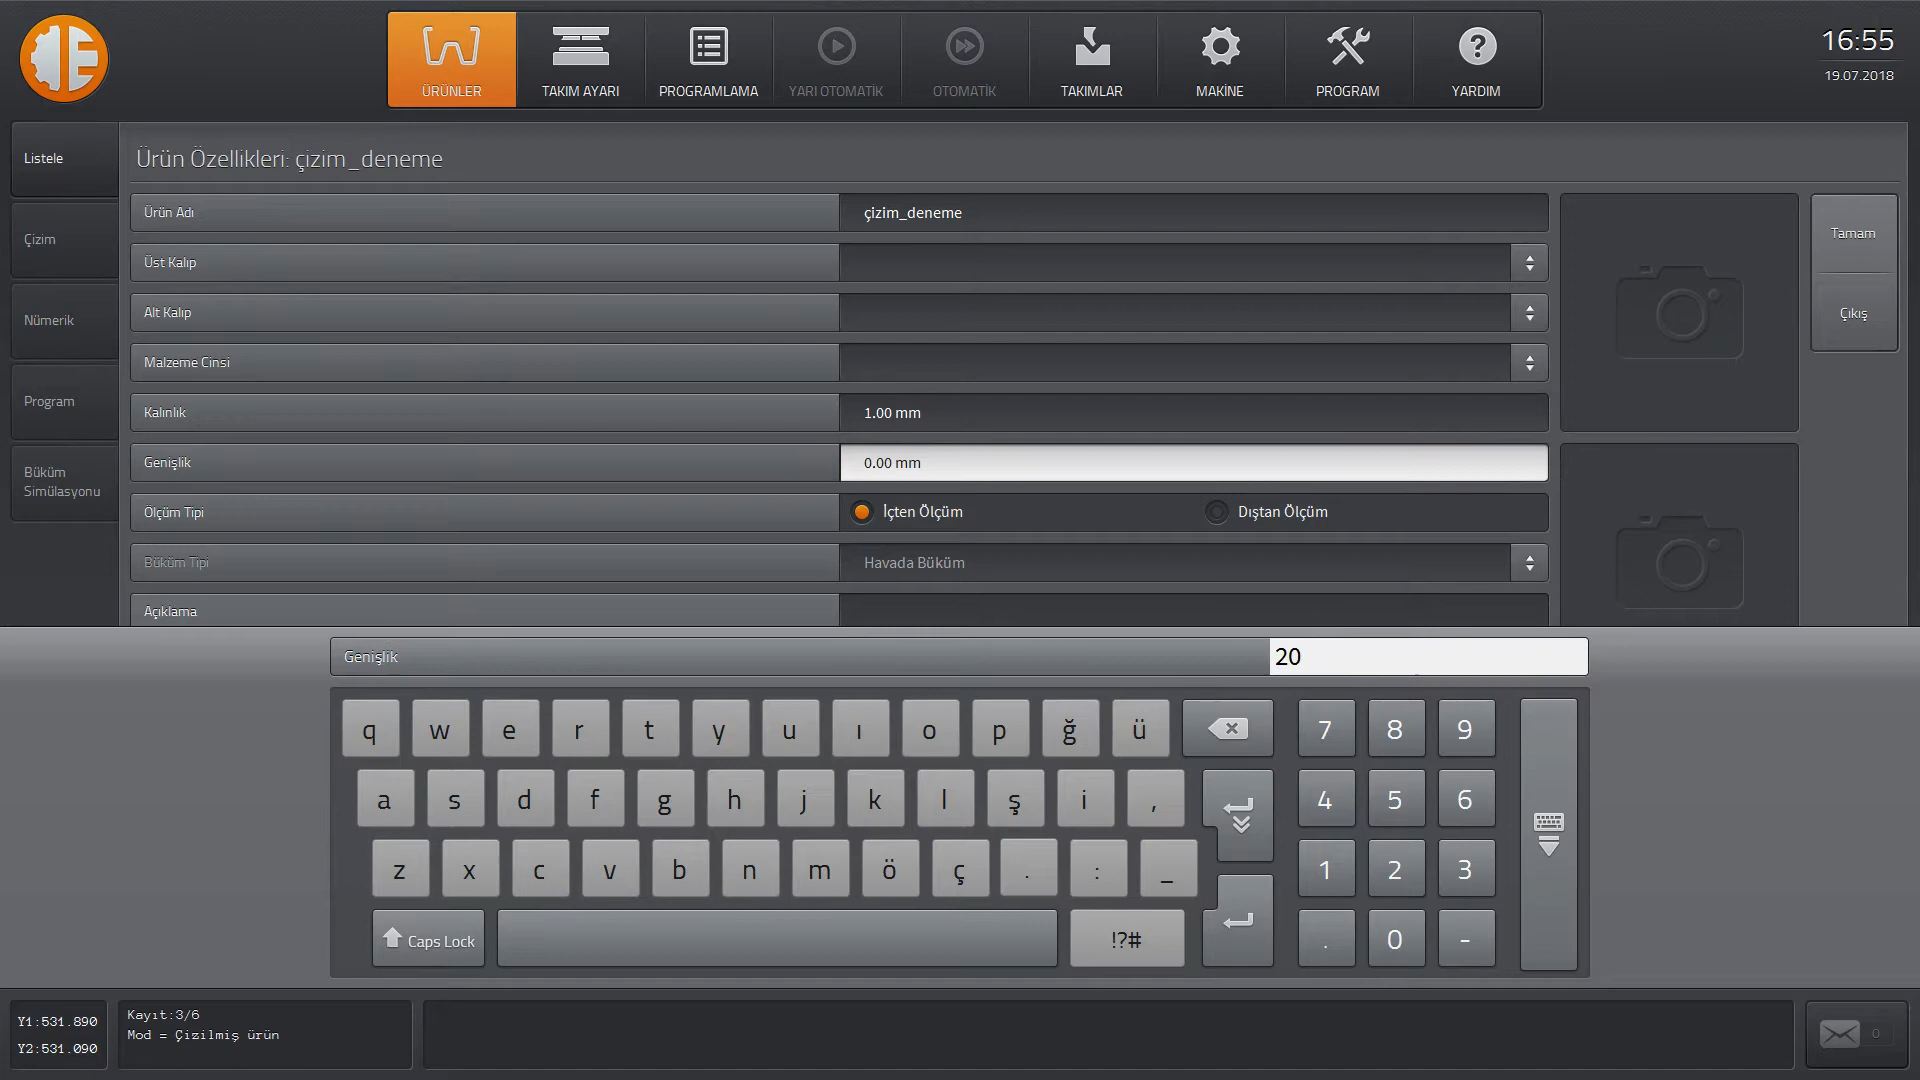 ÜRÜNLER
TAKIM AYARI
PROGRAMLAMA
YARI OTOMATİK
OTOMATİK
TAKIMLAR
MAKİNE
PROGRAM
YARDIM
16:55
19.07.2018
Listele
Çizim
Nümerik
Program
Büküm
Simülasyonu
Ürün Özellikleri: çizim_deneme
Ürün Adı
çizim_deneme
Üst Kalıp
Alt Kalıp
Malzeme Cinsi
Kalınlık
1.00 mm
Genişlik
0.00 mm
Ölçüm Tipi
İçten Ölçüm
Dıştan Ölçüm
Büküm Tipi
Havada Büküm
Açıklama
Tamam
Çıkış
Genişlik
20
q w e r t y u ı o p ğ ü
7 8 9
a s d f g h j k l ş i ,
4 5 6
z x c v b n m ö ç . : _
1 2 3
Caps Lock
!?#
. 0 -
Y1:531.890
Y2:531.090
Kayıt:3/6
Mod = Çizilmiş ürün
0